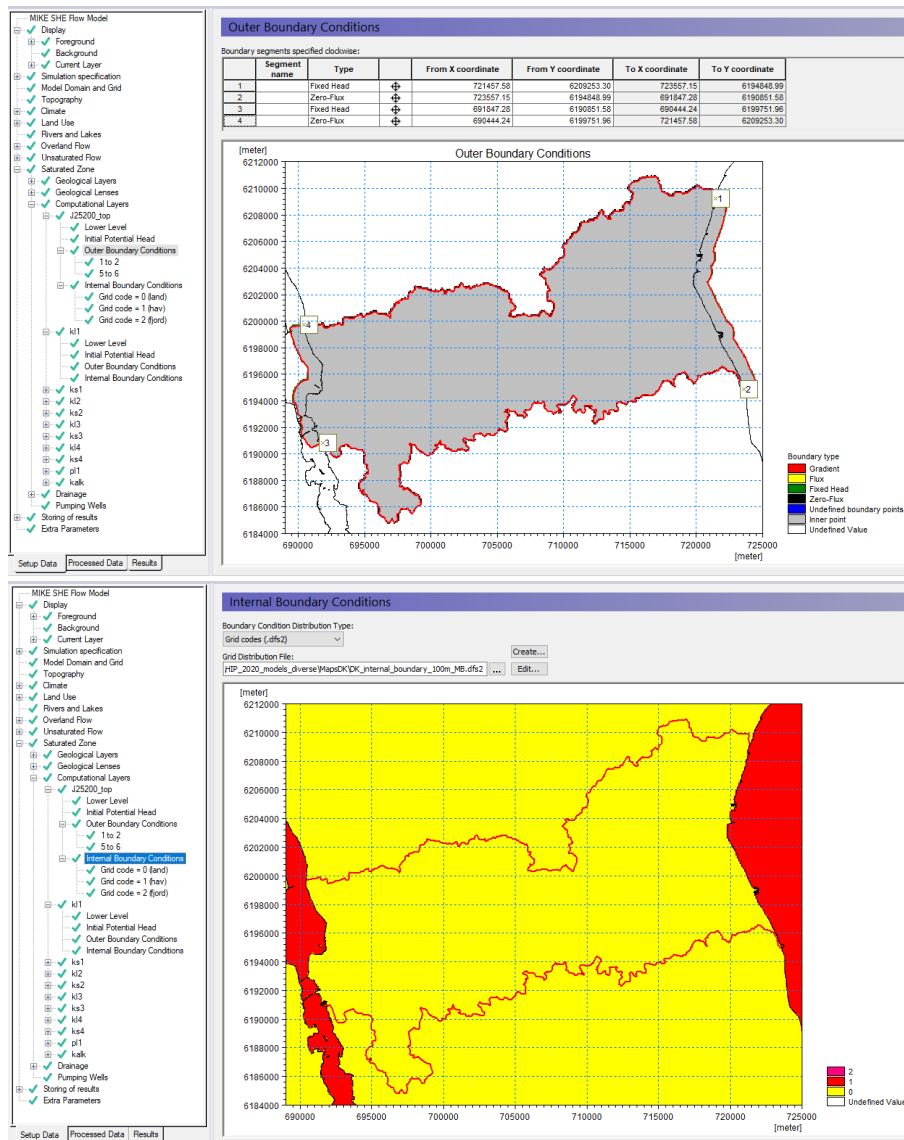 MIKE SHE Flow Model
Display
Foreground
Background
Current Layer
Simulation specification
Model Domain and Grid
Topography
Climate
Land Use
Rivers and Lakes
Overland Flow
Unsaturated Flow
Saturated Zone
Geological Layers
Geological Lenses
Computational Layers
J25200_top
Lower Level
Initial Potential Head
Outer Boundary Conditions
1 to 2
5 to 6
Internal Boundary Conditions
Grid code = 0 (land)
Grid code = 1 (hav)
Grid code = 2 (fjord)
kl1
Lower Level
Initial Potential Head
Outer Boundary Conditions
Internal Boundary Conditions
ks1
kl2
ks2
kl3
ks3
kl4
ks4
pl1
kalk
Drainage
Pumping Wells
Storing of results
Extra Parameters
Setup Data Processed Data Results
Outer Boundary Conditions
Boundary segments specified clockwise:
Segment name Type From X coordinate From Y coordinate To X coordinate To Y coordinate
1 Fixed Head 721457.58 6209253.30 723557.15 6194848.99
2 Zero-Flux 723557.15 6194848.99 691847.28 6190851.58
3 Fixed Head 691847.28 6190851.58 690444.24 6199751.96
4 Zero-Flux 690444.24 6199751.96 721457.58 6209253.30
[meter]
Outer Boundary Conditions
6212000
6210000
6208000
6206000
6204000
6202000
6200000
6198000
6196000
6194000
6192000
6190000
6188000
6186000
6184000
×1
×4
×2
×3
690000 695000 700000 705000 710000 715000 720000 725000
[meter]
Boundary type
Gradient
Flux
Fixed Head
Zero-Flux
Undefined boundary points
Inner point
Undefined Value
MIKE SHE Flow Model
Display
Foreground
Background
Current Layer
Simulation specification
Model Domain and Grid
Topography
Climate
Land Use
Rivers and Lakes
Overland Flow
Unsaturated Flow
Saturated Zone
Geological Layers
Geological Lenses
Computational Layers
J25200_top
Lower Level
Initial Potential Head
Outer Boundary Conditions
1 to 2
5 to 6
Internal Boundary Conditions
Grid code = 0 (land)
Grid code = 1 (hav)
Grid code = 2 (fjord)
kl1
Lower Level
Initial Potential Head
Outer Boundary Conditions
Internal Boundary Conditions
ks1
kl2
ks2
kl3
ks3
kl4
ks4
pl1
kalk
Drainage
Pumping Wells
Storing of results
Extra Parameters
Setup Data Processed Data Results
Internal Boundary Conditions
Boundary Condition Distribution Type:
Grid codes (.dfs2)
Create...
Grid Distribution File:
HIP_2020_models_diverse\MapsDK\DK_internal_boundary_100m_MB.dfs2 ... Edit...
[meter]
6212000
6210000
6208000
6206000
6204000
6202000
6200000
6198000
6196000
6194000
6192000
6190000
6188000
6186000
6184000
690000 695000 700000 705000 710000 715000 720000 725000
[meter]
2
1
0
Undefined Value